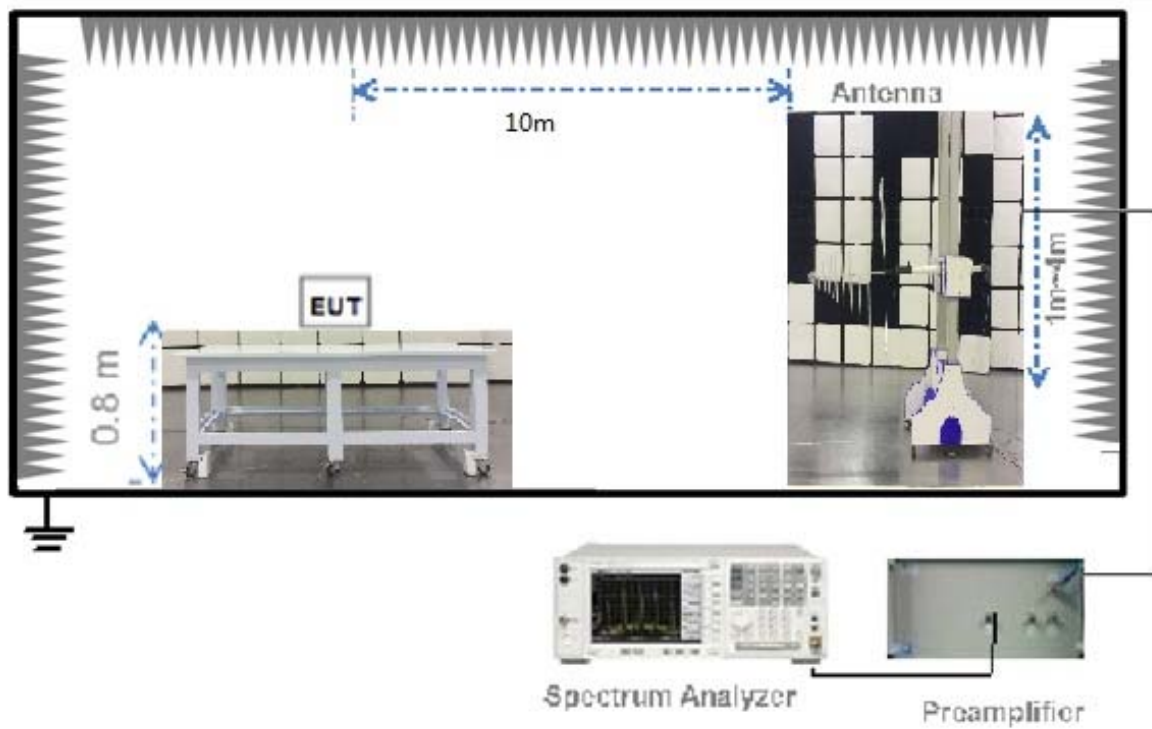 Antenna
10m
1m~4m
EUT
0.8 m
Spectrum Analyzer
Preamplifier